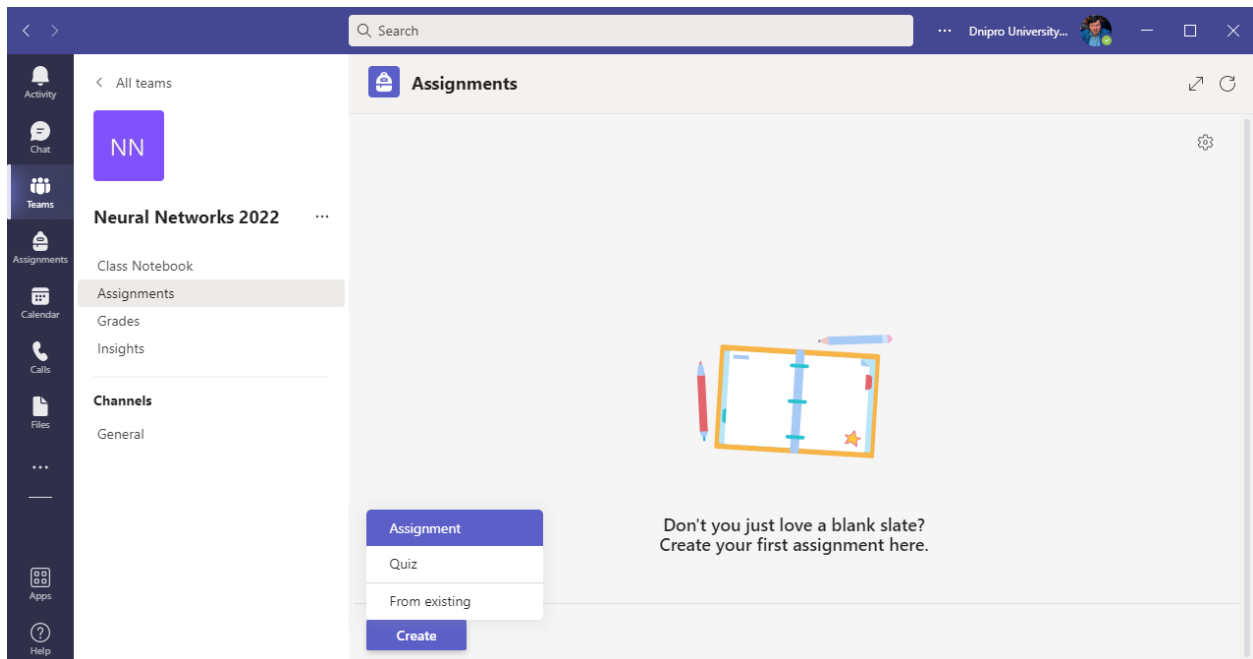 Search
Dnipro University...
Activity
Chat
Teams
Assignments
Calendar
Calls
Files
Apps
Help
All teams
NN
Neural Networks 2022
Class Notebook
Assignments
Grades
Insights
Channels
General
Assignments
Don't you just love a blank slate?
Create your first assignment here.
Assignment
Quiz
From existing
Create